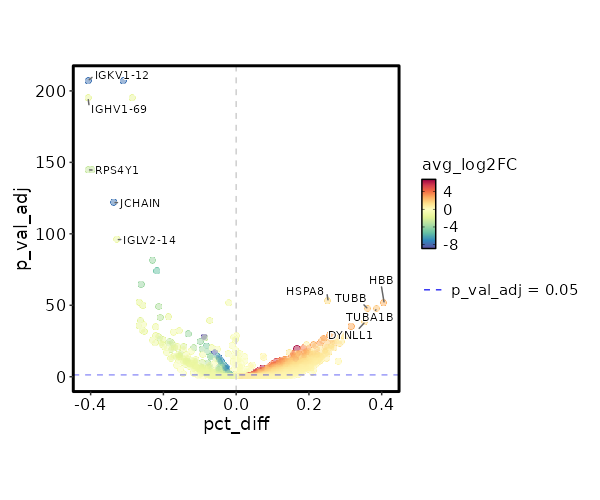 IGKV1-12
IGHV1-69
RPS4Y1
JCHAIN
IGLV2-14
HBB
HSPA8
TUBB
TUBA1B
DYNLL1
200
150
100
50
0
p_val_adj
-0.4
-0.2
0.0
0.2
0.4
pct_diff
avg_log2FC
4
0
-4
-8
p_val_adj = 0.05